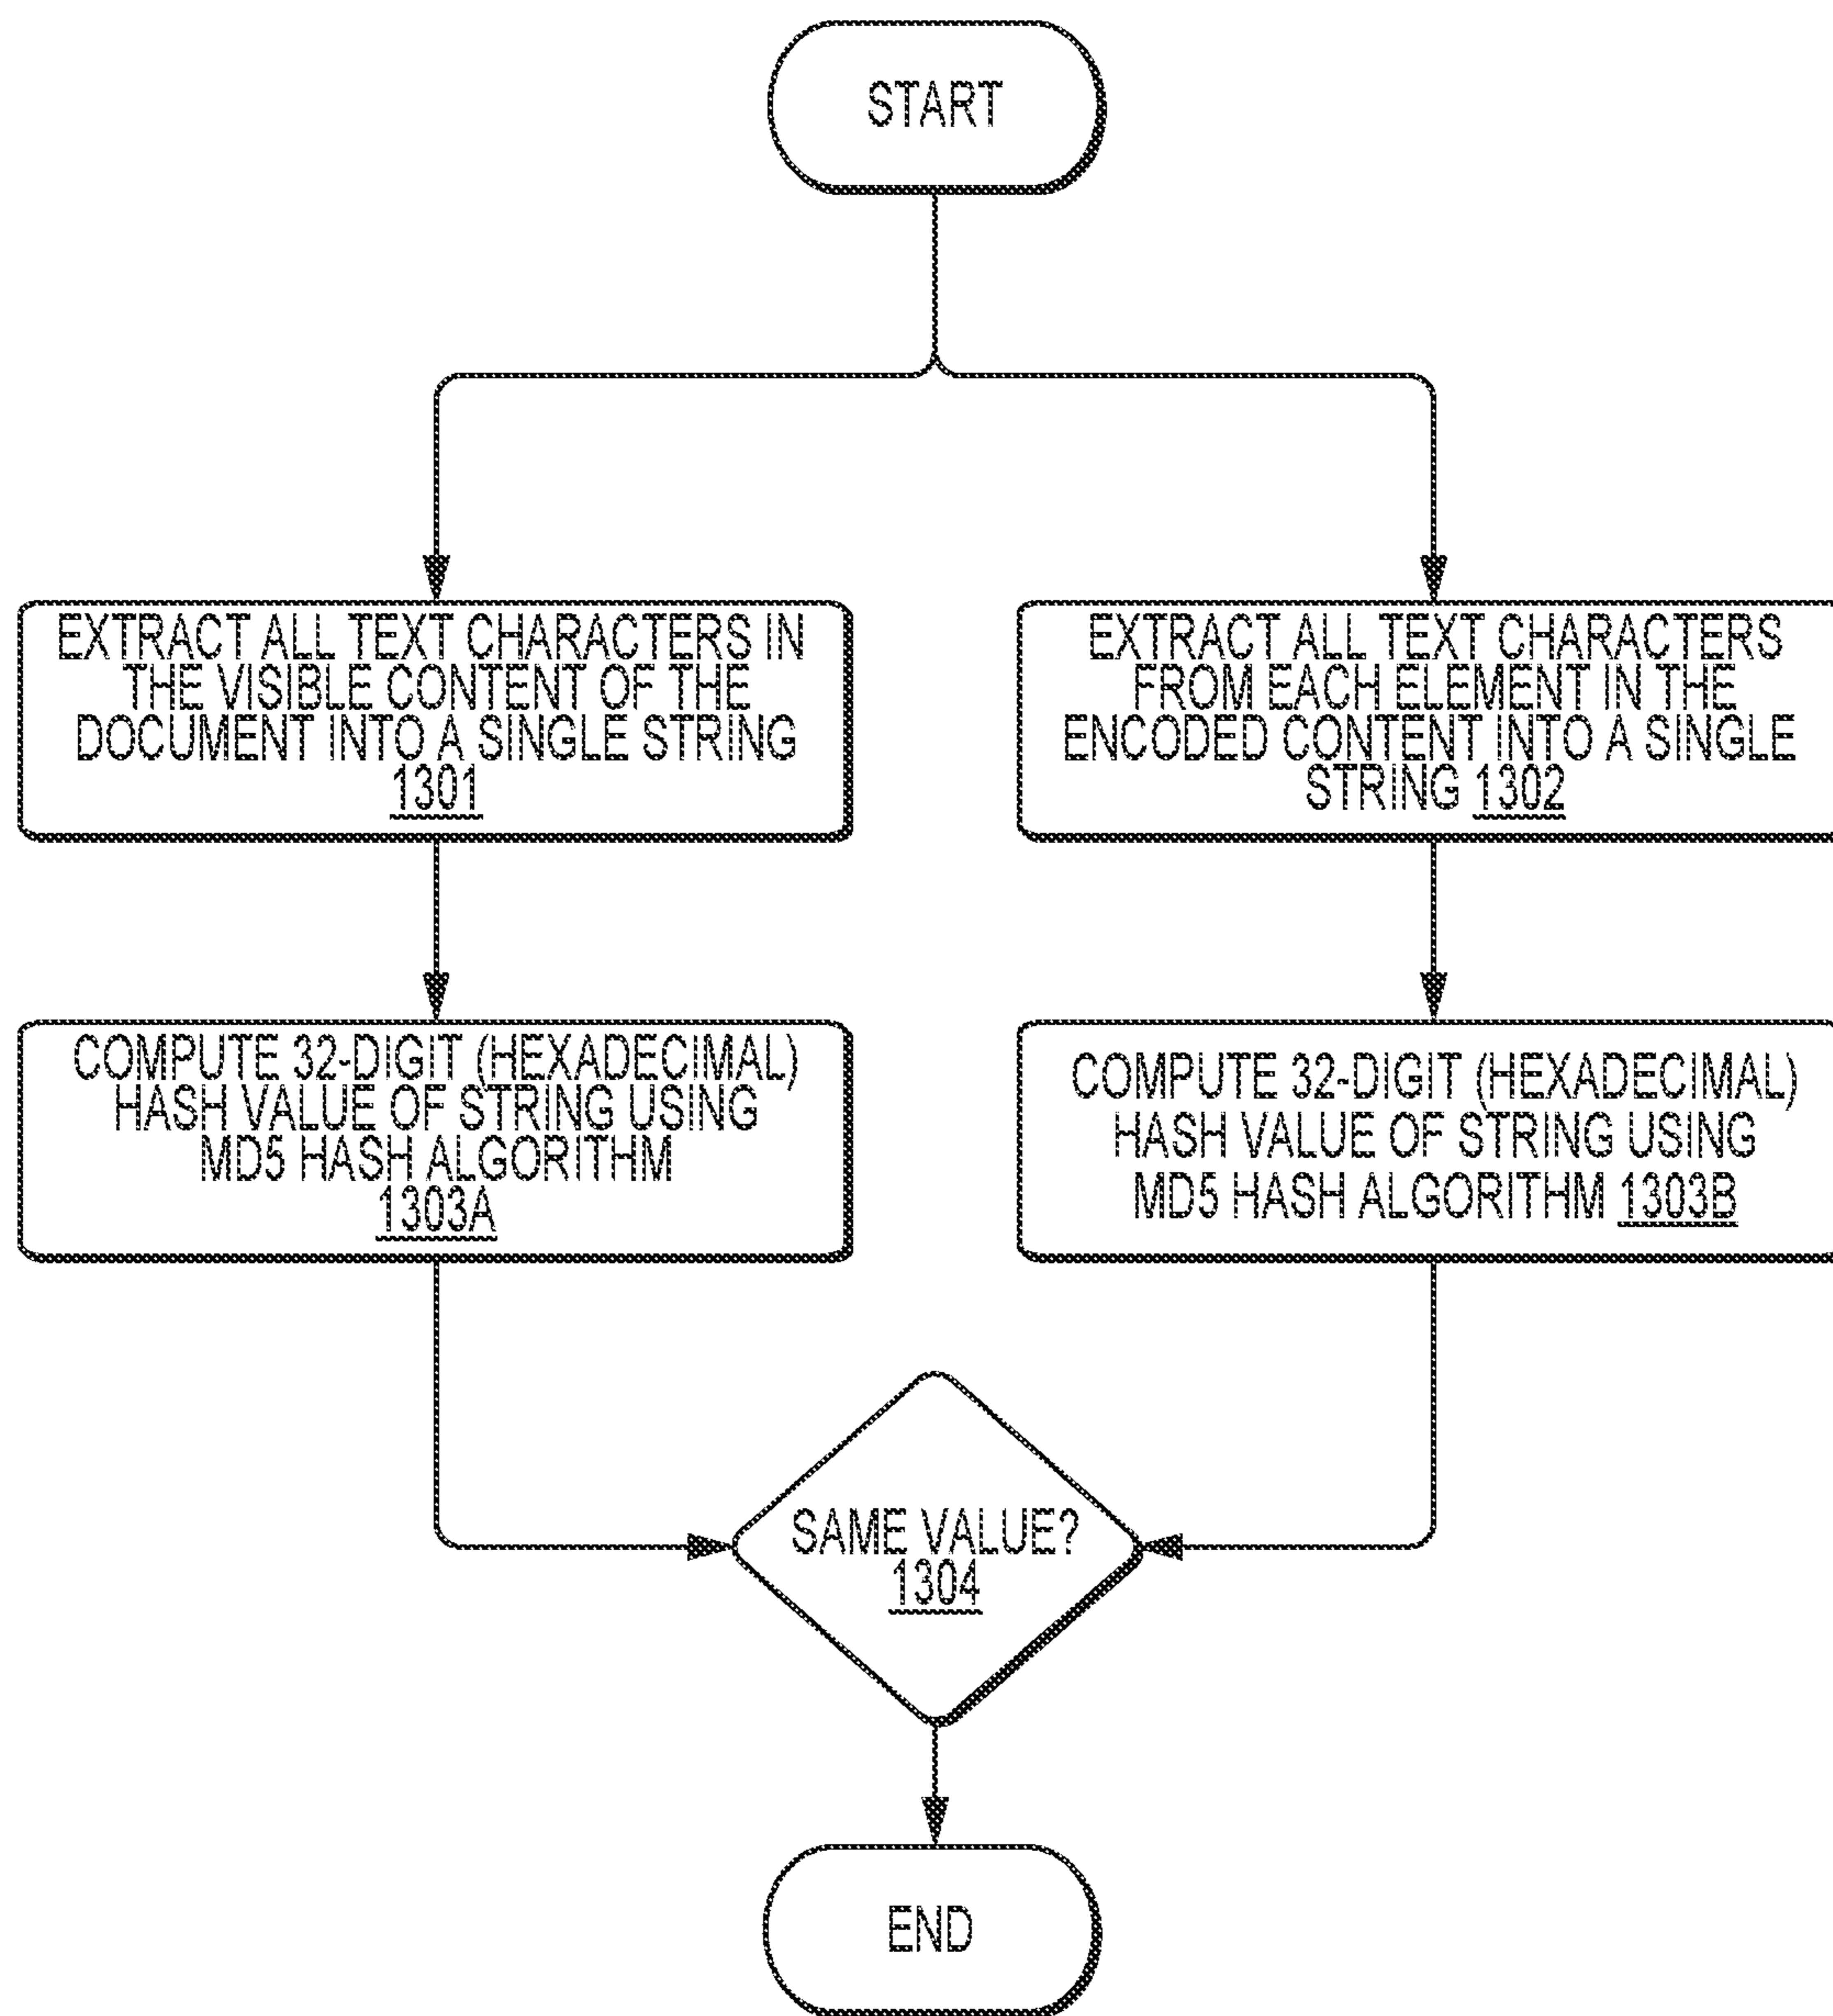 START
EXTRACT ALL TEXT CHARACTERS IN
THE VISIBLE CONTENT OF THE
DOCUMENT INTO A SINGLE STRING
1301
EXTRACT ALL TEXT CHARACTERS
FROM EACH ELEMENT IN THE
ENCODED CONTENT INTO A SINGLE
STRING 1302
COMPUTE 32-DIGIT (HEXADECIMAL)
HASH VALUE OF STRING USING
MD5 HASH ALGORITHM
1303A
COMPUTE 32-DIGIT (HEXADECIMAL)
HASH VALUE OF STRING USING
MD5 HASH ALGORITHM 1303B
SAME VALUE?
1304
END